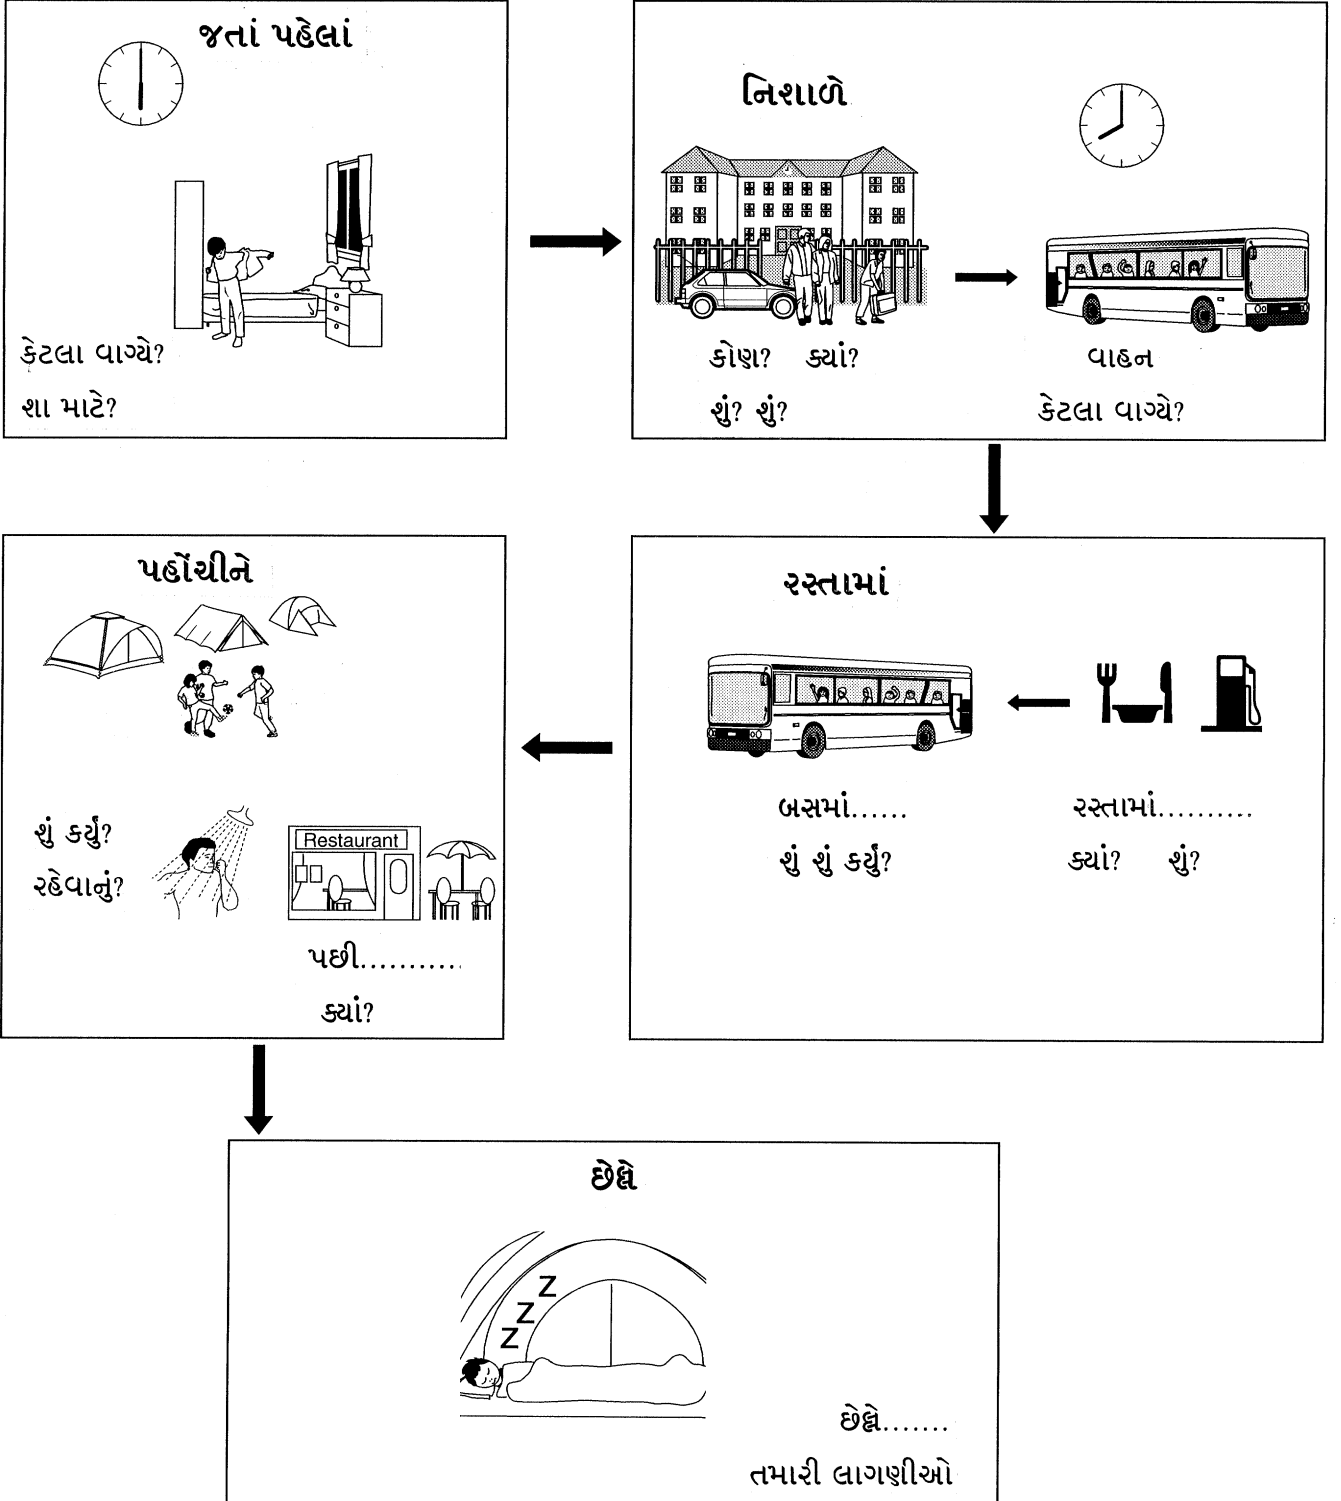 જતાં પહેલાં
કેટલા વાગ્યે?
શા માટે?
નિશાળે
કોણ? ક્યાં?
શું? શું?
વાહન
કેટલા વાગ્યે?
રસ્તામાં
બસમાં......
શું શું કર્યું?
રસ્તામાં..........
ક્યાં? શું?
પહોંચીને
શું કર્યું?
રહેવાનું?
Restaurant
પછી...........
ક્યાં?
છેલ્લે
Z
Z
Z
છેલ્લે.......
તમારી લાગણીઓ